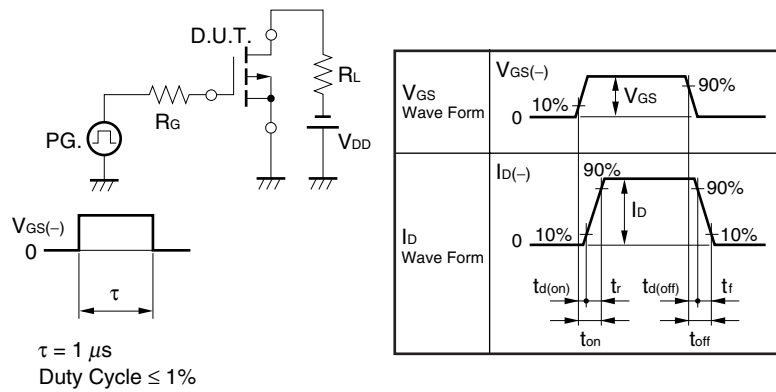 D.U.T.
RL
RG
PG.
VDD
VGS(−)
0
τ
τ = 1 μs
Duty Cycle ≤ 1%
VGS
Wave Form
VGS(−)
10%
0
VGS
90%
ID
Wave Form
ID(−)
90%
90%
ID
10%
0
10%
td(on)
tr
td(off)
tf
ton
toff